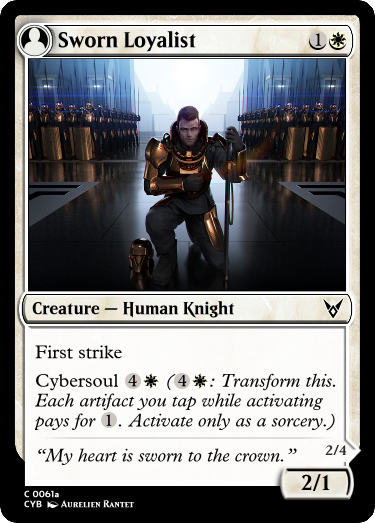 Sworn Loyalist 1
Creature — Human Knight
First strike
Cybersoul 4 ( 4 : Transform this.
Each artifact you tap while activating
pays for 1 . Activate only as a sorcery.)
2/4
“My heart is sworn to the crown.”
2/1
C 0061a
CYB Aurelien Rantet